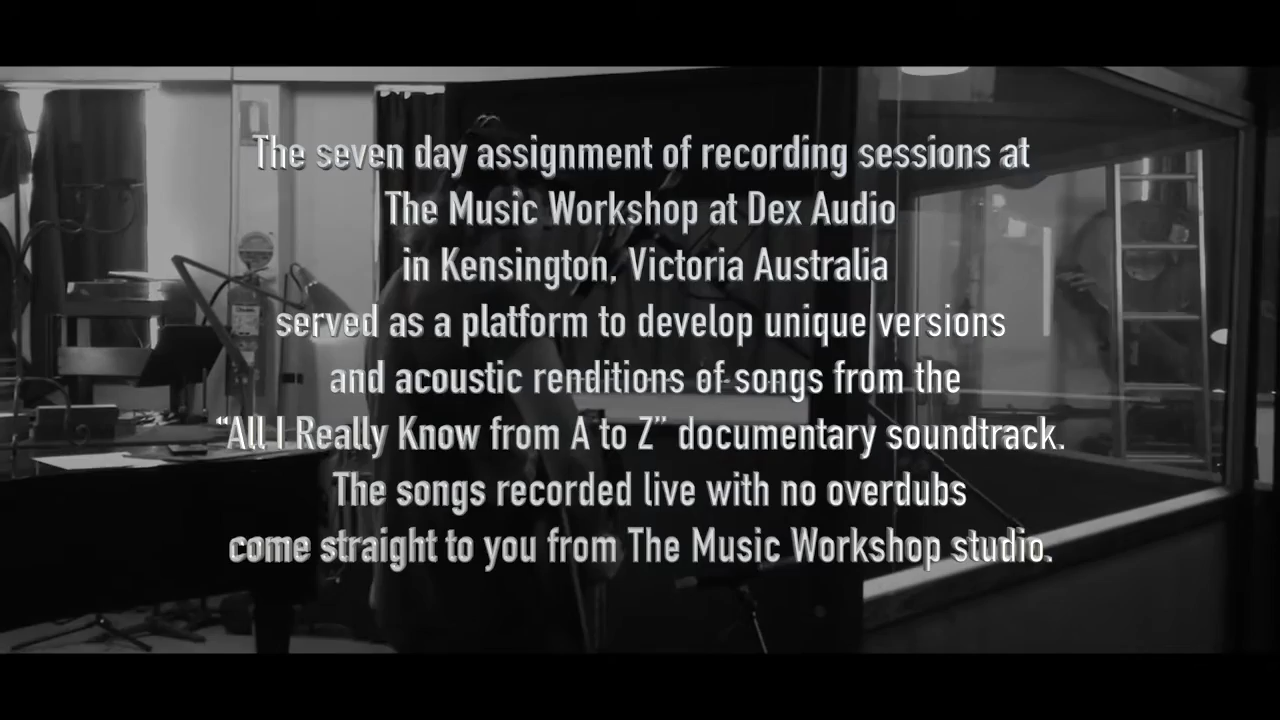 The seven day assignment of recording sessions at
The Music Workshop at Dex Audio
in Kensington, Victoria Australia
served as a platform to develop unique versions
and acoustic renditions of songs from the
“All I Really Know from A to Z” documentary soundtrack.
The songs recorded live with no overdubs
come straight to you from The Music Workshop studio.